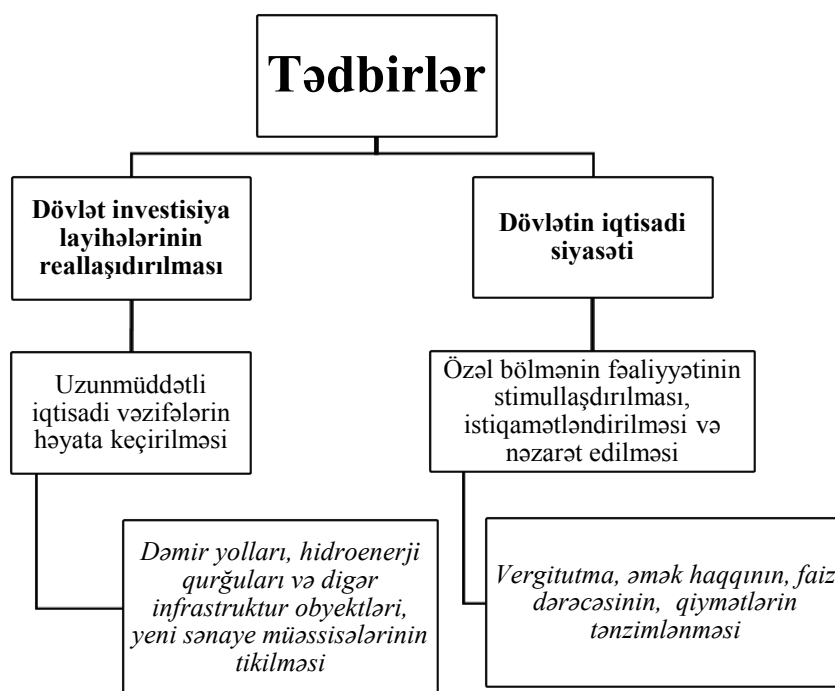 Tədbirlər
Dövlət investisiya
layihələrinin
reallaşıdırılması
Uzunmüddətli
iqtisadi vəzifələrin
həyata keçirilməsi
Dəmir yolları, hidroenerji
qurğuları və digər
infrastruktur obyektləri,
yeni sənaye müəssisələrinin
tikilməsi
Dövlətin iqtisadi
siyasəti
Özəl bölmənin fəaliyyətinin
stimullaşdırılması,
istiqamətləndirilməsi və
nəzarət edilməsi
Vergitutma, əmək haqqının, faiz
dərəcəsinin, qiymətlərin
tənzimlənməsi